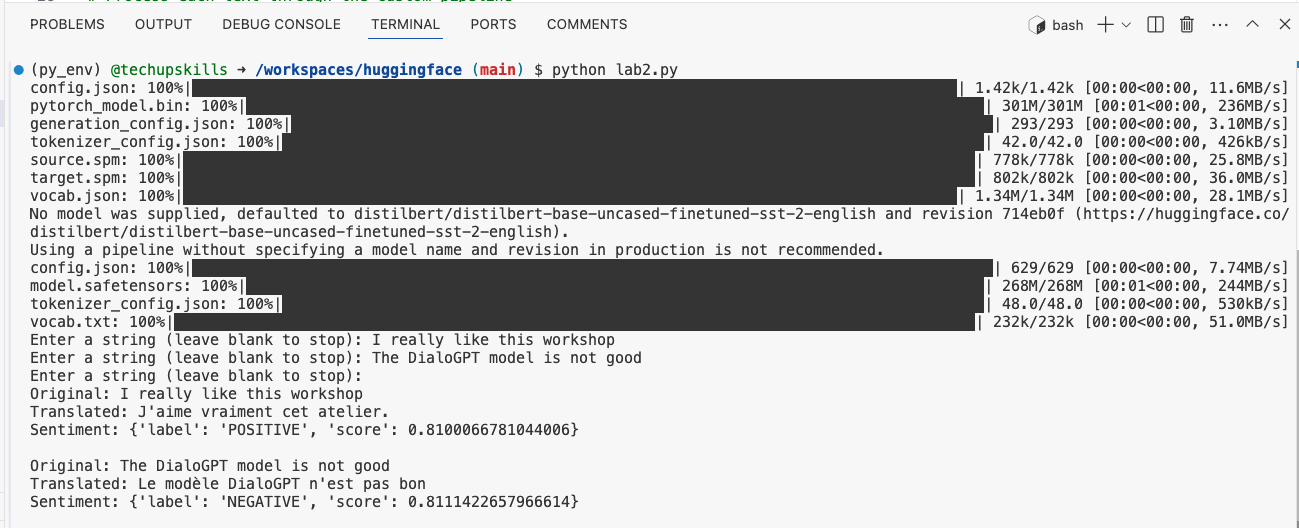 PROBLEMS OUTPUT DEBUG CONSOLE TERMINAL PORTS COMMENTS bash
(py_env) @techupskills → /workspaces/huggingface (main) $ python lab2.py
config.json: 100%| | 1.42k/1.42k [00:00<00:00, 11.6MB/s]
pytorch_model.bin: 100%| | 301M/301M [00:01<00:00, 236MB/s]
generation_config.json: 100%| | 293/293 [00:00<00:00, 3.10MB/s]
tokenizer_config.json: 100%| | 42.0/42.0 [00:00<00:00, 426kB/s]
source.spm: 100%| | 778k/778k [00:00<00:00, 25.8MB/s]
target.spm: 100%| | 802k/802k [00:00<00:00, 36.0MB/s]
vocab.json: 100%| | 1.34M/1.34M [00:00<00:00, 28.1MB/s]
No model was supplied, defaulted to distilbert/distilbert-base-uncased-finetuned-sst-2-english and revision 714eb0f (https://huggingface.co/
distilbert/distilbert-base-uncased-finetuned-sst-2-english).
Using a pipeline without specifying a model name and revision in production is not recommended.
config.json: 100%| | 629/629 [00:00<00:00, 7.74MB/s]
model.safetensors: 100%| | 268M/268M [00:01<00:00, 244MB/s]
tokenizer_config.json: 100%| | 48.0/48.0 [00:00<00:00, 530kB/s]
vocab.txt: 100%| | 232k/232k [00:00<00:00, 51.0MB/s]
Enter a string (leave blank to stop): I really like this workshop
Enter a string (leave blank to stop): The DialoGPT model is not good
Enter a string (leave blank to stop):
Original: I really like this workshop
Translated: J'aime vraiment cet atelier.
Sentiment: {'label': 'POSITIVE', 'score': 0.8100066781044006}
Original: The DialoGPT model is not good
Translated: Le modèle DialoGPT n'est pas bon
Sentiment: {'label': 'NEGATIVE', 'score': 0.8111422657966614}